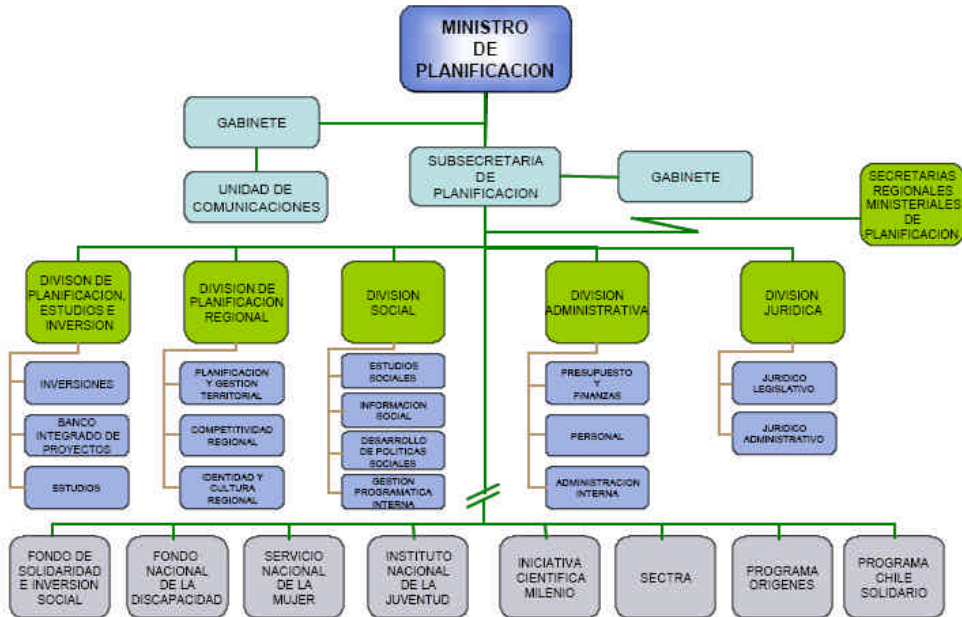 MINISTRO
DE
PLANIFICACION
GABINETE
UNIDAD DE
COMUNICACIONES
SUBSECRETARIA
DE
PLANIFICACION
GABINETE
SECRETARIAS
REGIONALES
MINISTERIALES
DE
PLANIFICACION.
DIVISON DE
PLANIFICACION,
ESTUDIOS E
INVERSION
INVERSIONES
BANCO
INTEGRADO DE
PROYECTOS
ESTUDIOS
DIVISION DE
PLANIFICACION
REGIONAL
PLANIFICACION
Y GESTION
TERRITORIAL
COMPETITIVIDAD
REGIONAL
IDENTIDAD Y
CULTURA
REGIONAL
DIVISION
SOCIAL
ESTUDIOS
SOCIALES
INFORMACION
SOCIAL
DESARROLLO
DE POLITICAS
SOCIALES
GESTION
PROGRAMATICA
INTERNA
DIVISION
ADMINISTRATIVA
PRESUPUESTO
Y
FINANZAS
PERSONAL
ADMINISTRACION
INTERNA
DIVISION
JURIDICA
JURIDICO
LEGISLATIVO
JURIDICO
ADMINISTRATIVO
FONDO DE
SOLIDARIDAD
E INVERSION
SOCIAL
FONDO
NACIONAL
DE LA
DISCAPACIDAD
SERVICIO
NACIONAL
DE LA
MUJER
INSTITUTO
NACIONAL
DE LA
JUVENTUD
INICIATIVA
CIENTIFICA
MILENIO
SECTRA
PROGRAMA
ORIGENES
PROGRAMA
CHILE
SOLIDARIO